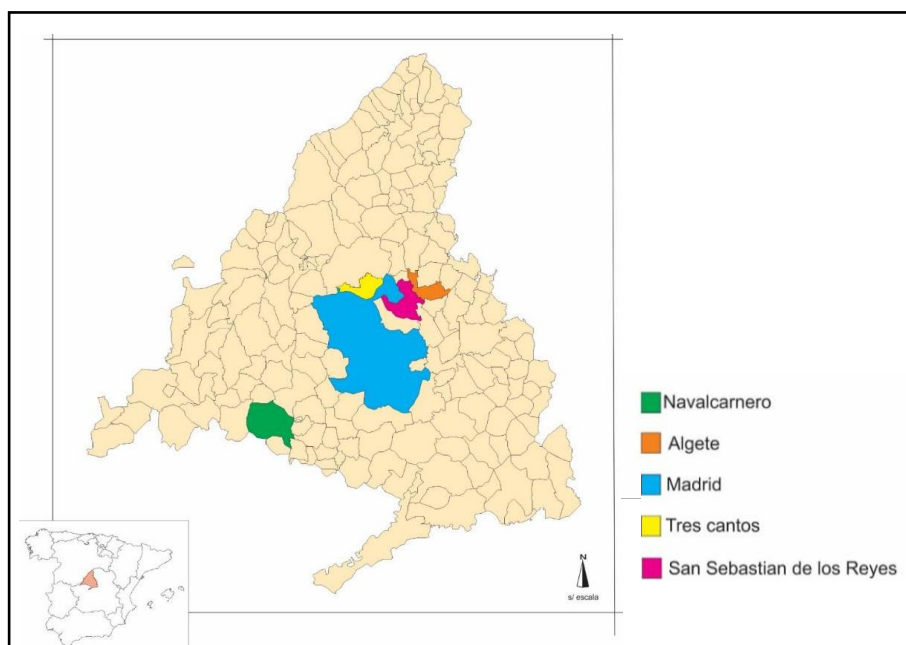 Navalcarnero
Algete
Madrid
Tres cantos
San Sebastian de los Reyes
N
s/ escala